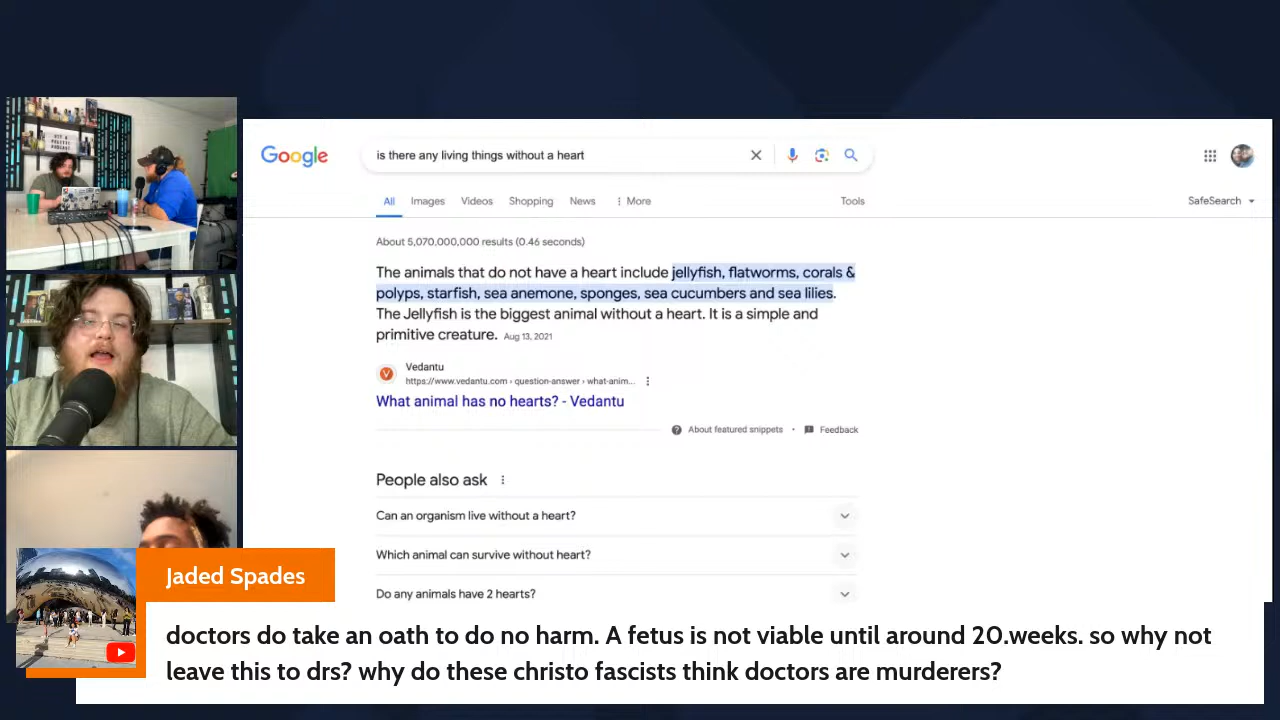 Google
is there any living things without a heart
All Images Videos Shopping News More Tools SafeSearch
About 5,070,000,000 results (0.46 seconds)
The animals that do not have a heart include jellyfish, flatworms, corals &
polyps, starfish, sea anemone, sponges, sea cucumbers and sea lilies.
The Jellyfish is the biggest animal without a heart. It is a simple and
primitive creature. Aug 13, 2021
V
Vedantu
https://www.vedantu.com › question-answer › what-anim...
What animal has no hearts? - Vedantu
About featured snippets • Feedback
People also ask
Can an organism live without a heart?
Which animal can survive without heart?
Do any animals have 2 hearts?
Jaded Spades
doctors do take an oath to do no harm. A fetus is not viable until around 20.weeks. so why not
leave this to drs? why do these christo fascists think doctors are murderers?